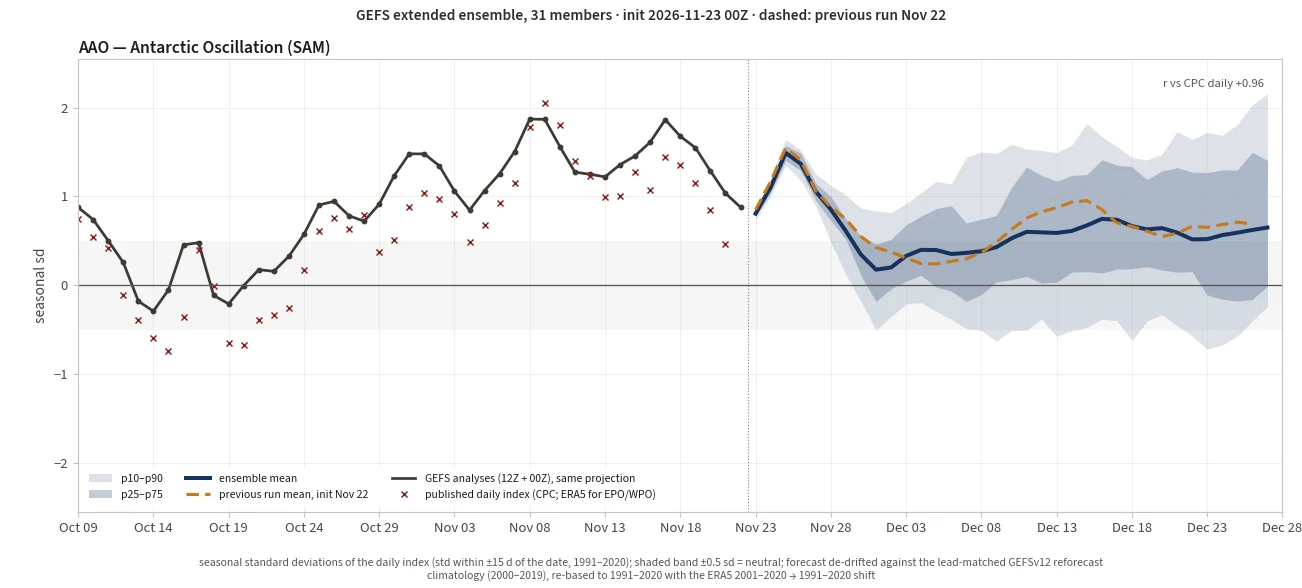 GEFS extended ensemble, 31 members · init 2026-11-23 00Z · dashed: previous run Nov 22
AAO — Antarctic Oscillation (SAM)
r vs CPC daily +0.96
2
1
0
−1
−2
seasonal sd
p10–p90
ensemble mean
GEFS analyses (12Z + 00Z), same projection
p25–p75
previous run mean, init Nov 22
published daily index (CPC; ERA5 for EPO/WPO)
Oct 09 Oct 14 Oct 19 Oct 24 Oct 29 Nov 03 Nov 08 Nov 13 Nov 18 Nov 23 Nov 28 Dec 03 Dec 08 Dec 13 Dec 18 Dec 23 Dec 28
seasonal standard deviations of the daily index (std within ±15 d of the date, 1991–2020); shaded band ±0.5 sd = neutral; forecast de-drifted against the lead-matched GEFSv12 reforecast
climatology (2000–2019), re-based to 1991–2020 with the ERA5 2001–2020 → 1991–2020 shift